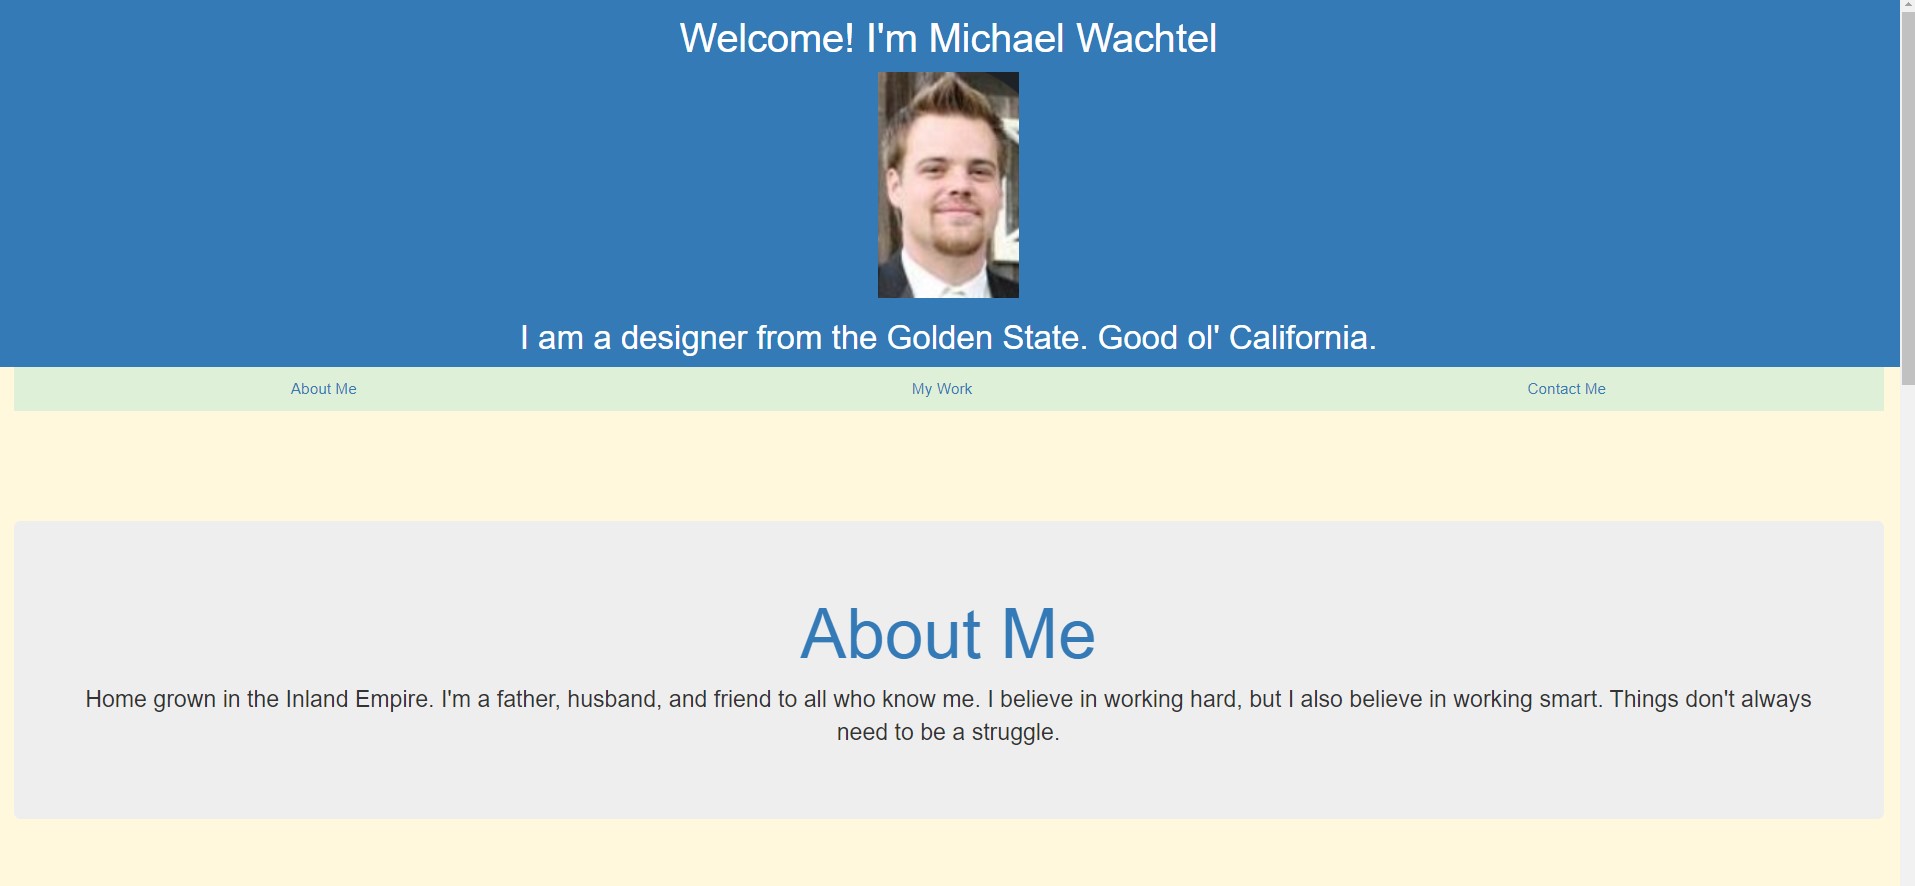 Welcome! I'm Michael Wachtel
I am a designer from the Golden State. Good ol' California.
About Me
My Work
Contact Me
About Me
Home grown in the Inland Empire. I'm a father, husband, and friend to all who know me. I believe in working hard, but I also believe in working smart. Things don't always
need to be a struggle.